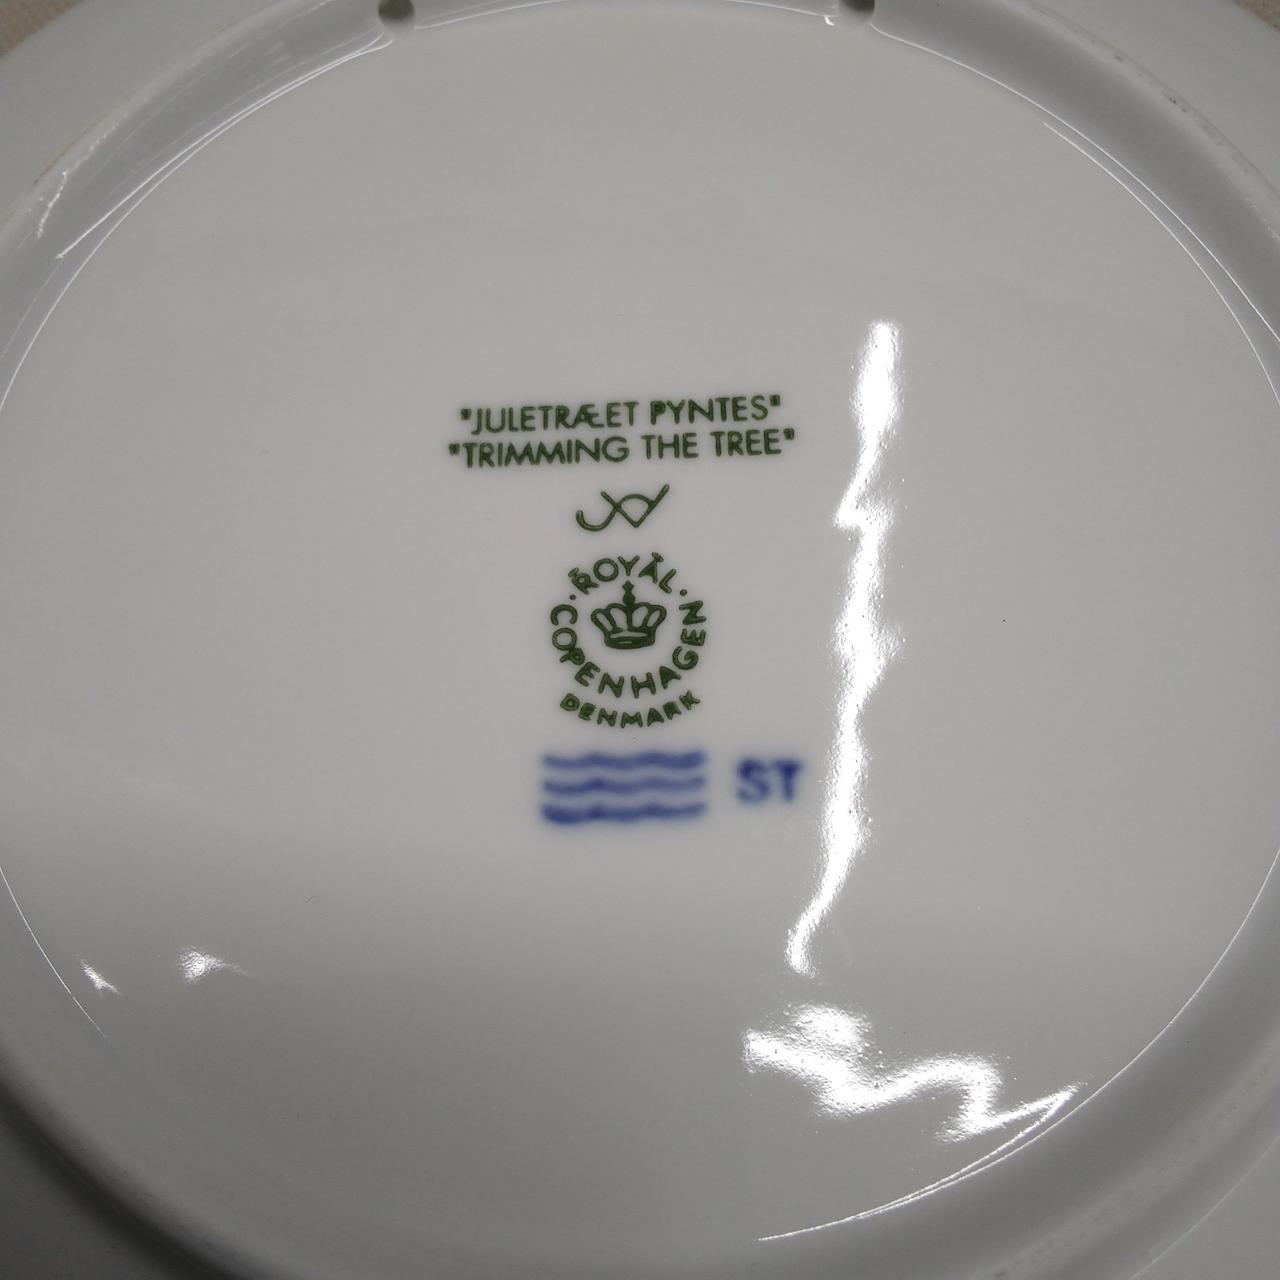 "JULETRÆET PYNTES"
"TRIMMING THE TREE"
ROYAL
COPENHAGEN
DENMARK
ST